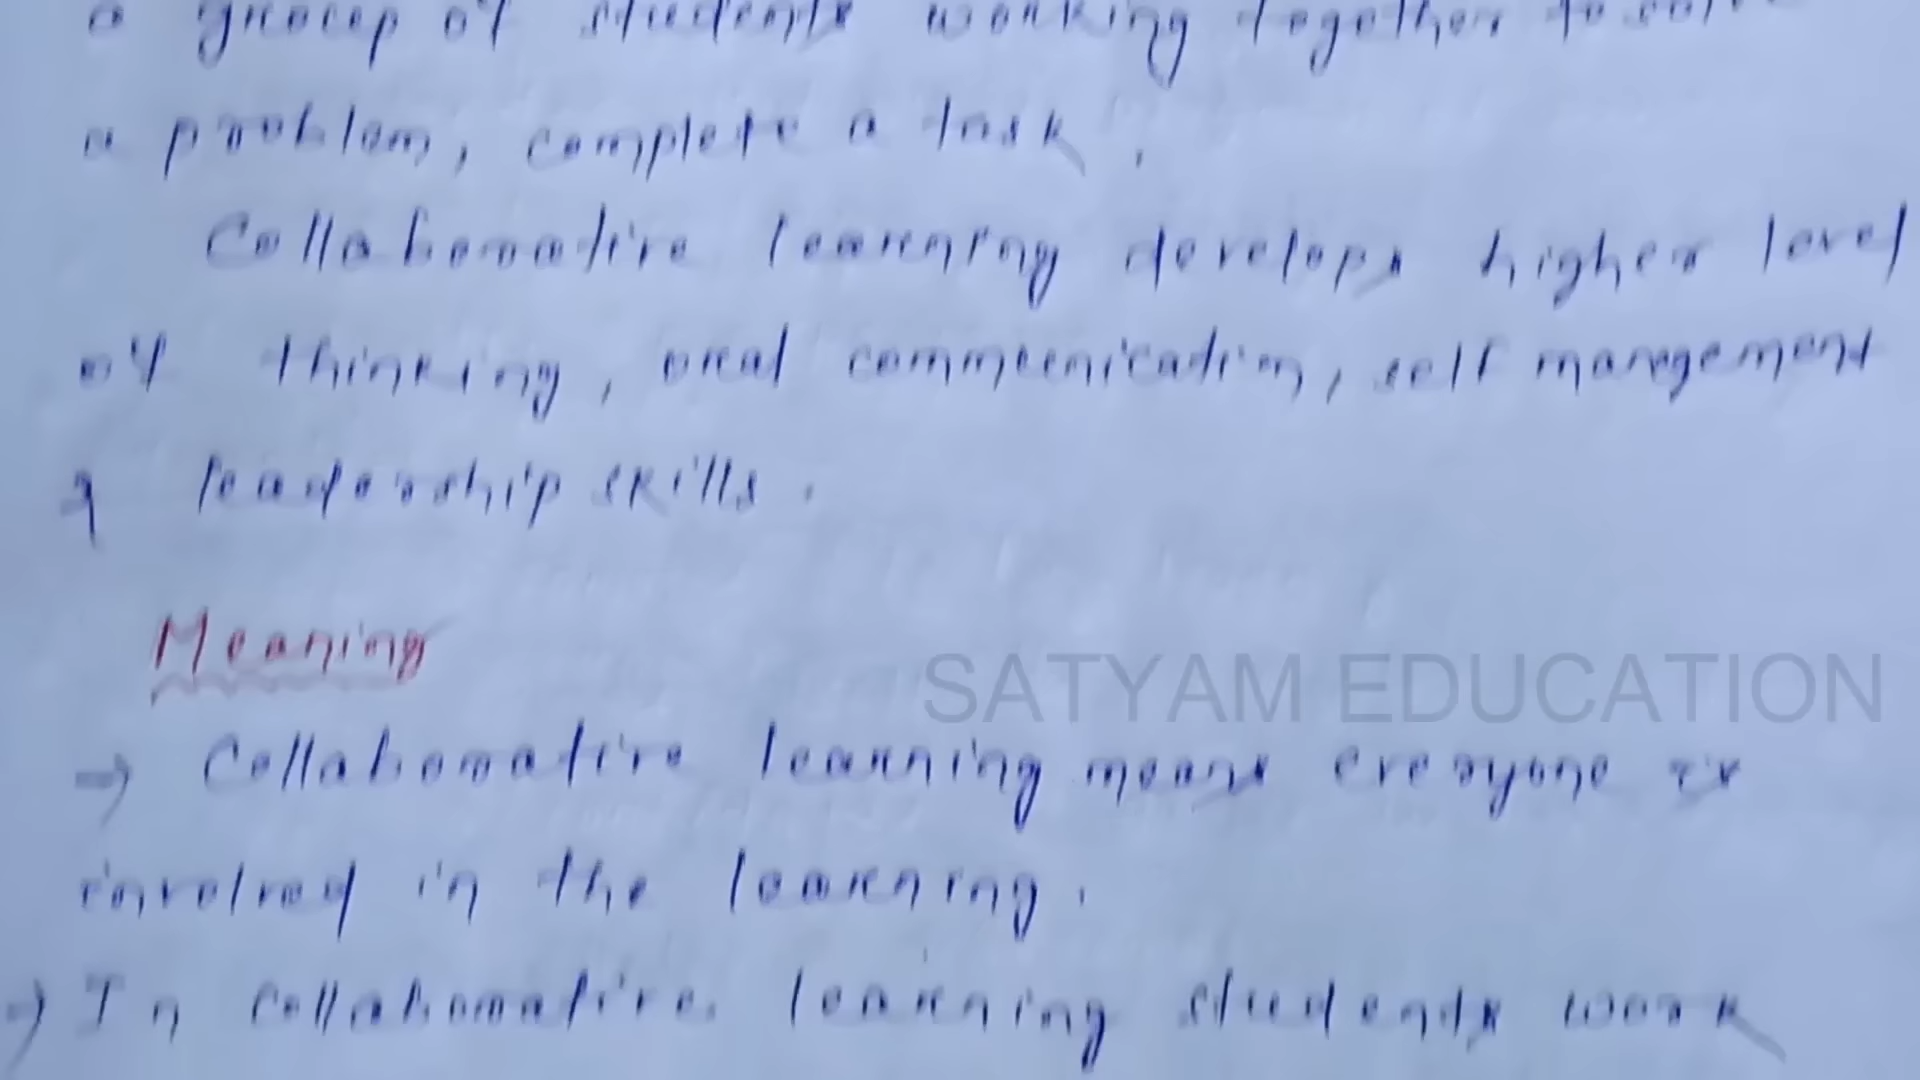 a group of students working together to solve
a problem, complete a task.
Collaborative learning develops higher level
of thinking, oral communication, self management
& leadership skills.
Meaning
SATYAM EDUCATION
→ Collaborative learning means everyone is
involved in the learning.
→ In collaborative learning students work